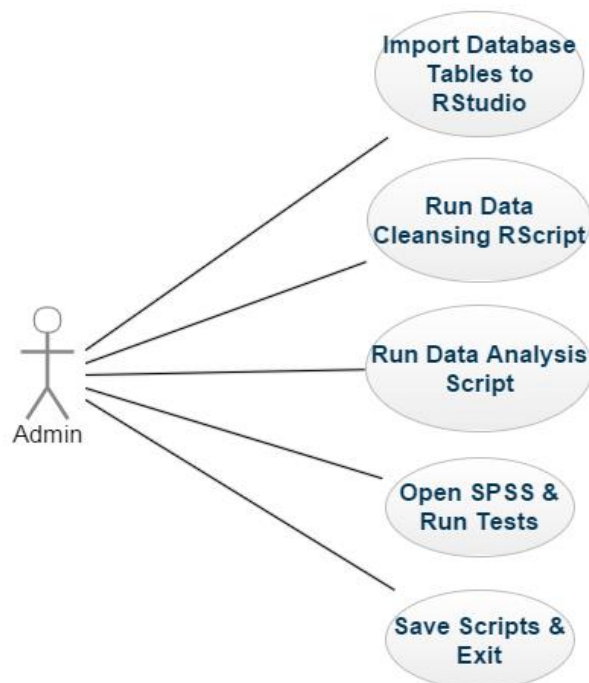 Import Database
Tables to
RStudio
Run Data
Cleansing RScript
Run Data Analysis
Script
Admin
Open SPSS &
Run Tests
Save Scripts &
Exit